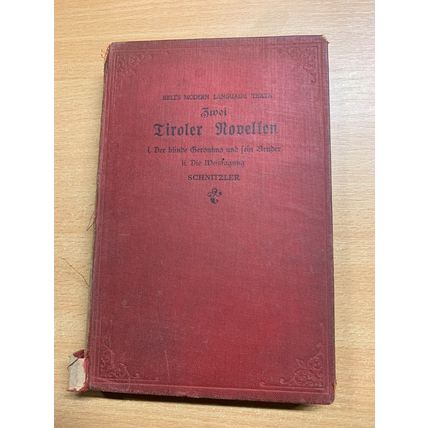 BELL'S MODERN LANGUAGE TEXTS
Zwei
Tiroler Novellen
I. Der blinde Geronimo und sein Bruder
II. Die Weissagung
SCHNITZLER